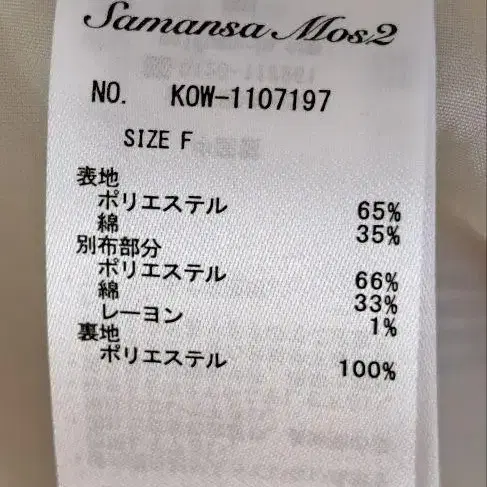 Samansa Mos2
NO. KOW-1107197
SIZE F
表地
ポリエステル 65%
綿 35%
別布部分
ポリエステル 66%
綿 33%
レーヨン 1%
裏地
ポリエステル 100%